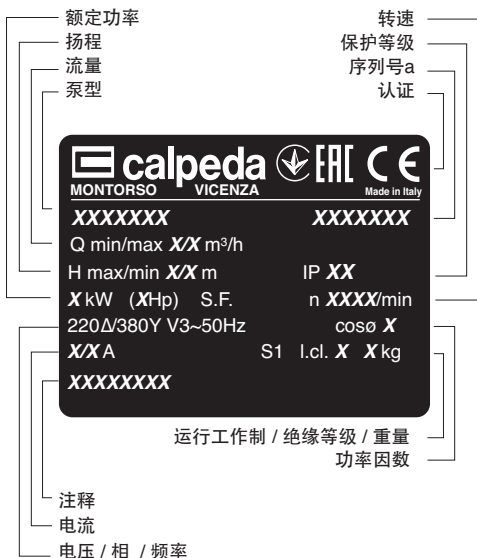 额定功率
扬程
流量
泵型
转速
保护等级
序列号a
认证
calpeda EAC CE
MONTORSO VICENZA Made in Italy
XXXXXXX XXXXXXX
Q min/max X/X m³/h
H max/min X/X m IP XX
X kW (XHp) S.F. n XXXX/min
220Δ/380Y V3~50Hz cosø X
X/X A S1 I.cl. X X kg
XXXXXXXX
运行工作制 / 绝缘等级 / 重量
功率因数
注释
电流
电压 / 相 / 频率